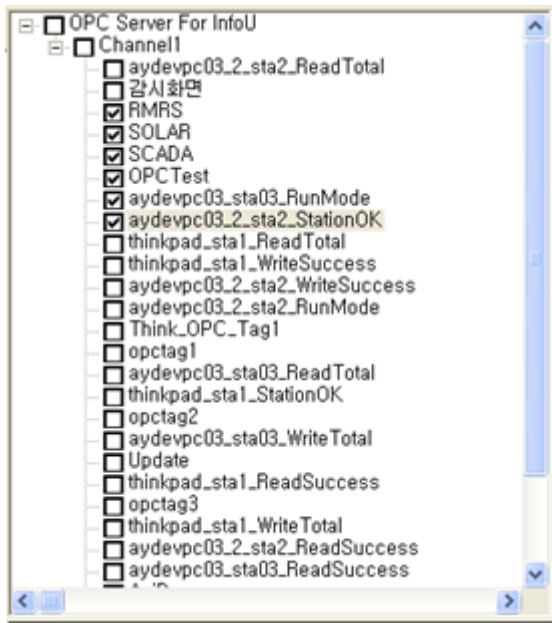 OPC Server For InfoU
Channel1
aydevpc03_2_sta2_ReadTotal
감시화면
RMRS
SOLAR
SCADA
OPCTest
aydevpc03_sta03_RunMode
aydevpc03_2_sta2_StationOK
thinkpad_sta1_ReadTotal
thinkpad_sta1_WriteSuccess
aydevpc03_2_sta2_WriteSuccess
aydevpc03_2_sta2_RunMode
Think_OPC_Tag1
opctag1
aydevpc03_sta03_ReadTotal
thinkpad_sta1_StationOK
opctag2
aydevpc03_sta03_WriteTotal
Update
thinkpad_sta1_ReadSuccess
opctag3
thinkpad_sta1_WriteTotal
aydevpc03_2_sta2_ReadSuccess
aydevpc03_sta03_ReadSuccess